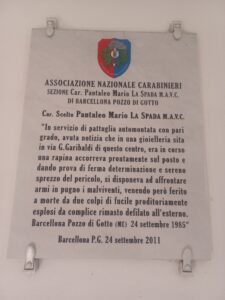 ASSOCIAZIONE NAZIONALE CARABINIERI
SEZIONE Car. Pantaleo Mario LA SPADA M.A.V.C.
DI BARCELLONA POZZO DI GOTTO
Car. Scelto Pantaleo Mario LA SPADA M.A.V.C.
"In servizio di pattuglia automontata con pari
grado, avuta notizia che in una gioielleria sita
in via G.Garibaldi di questo centro, era in corso
una rapina accorreva prontamente sul posto e
dando prova di ferma determinazione e sereno
sprezzo del pericolo, si disponeva ad affrontare
armi in pugno i malviventi, venendo però ferito
a morte da due colpi di fucile proditoriamente
esplosi da complice rimasto defilato all'esterno.
Barcellona Pozzo di Gotto (ME) 24 settembre 1985"
Barcellona P.G. 24 settembre 2011